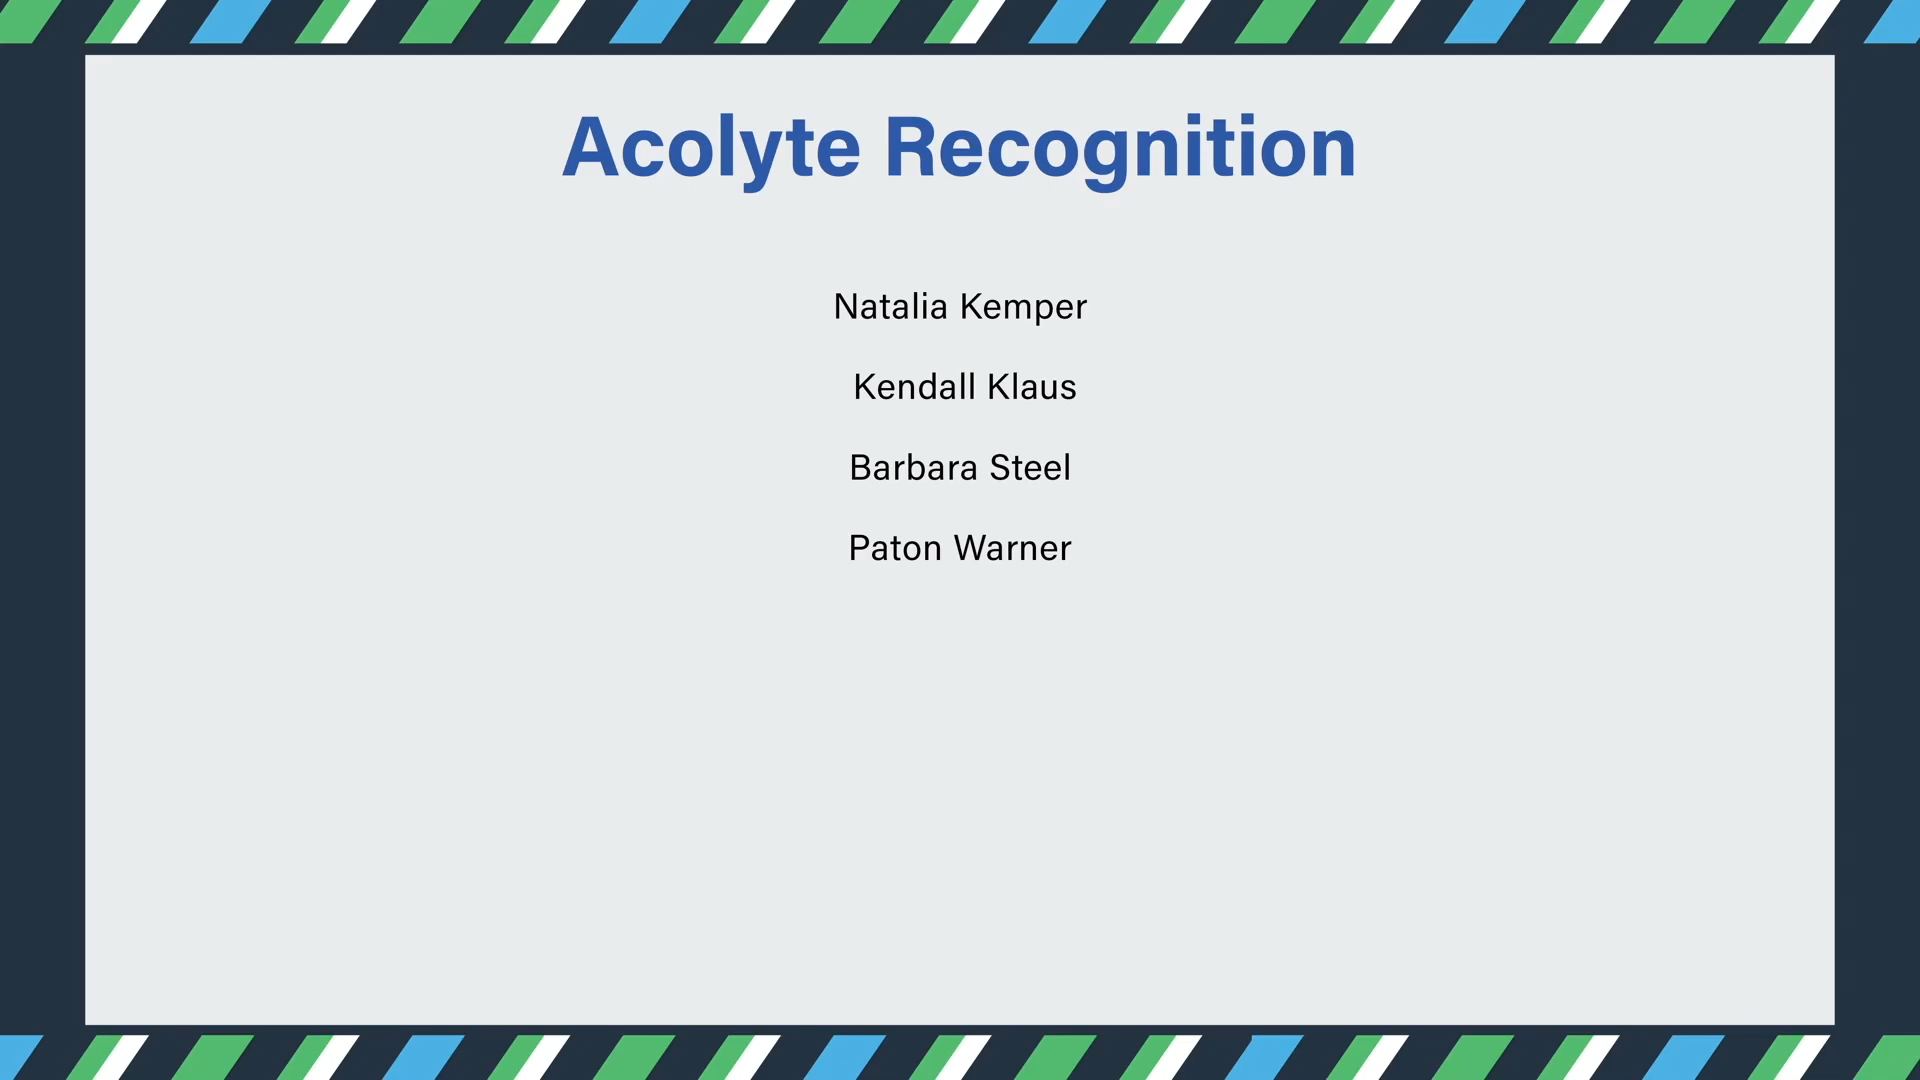 Acolyte Recognition
Natalia Kemper
Kendall Klaus
Barbara Steel
Paton Warner